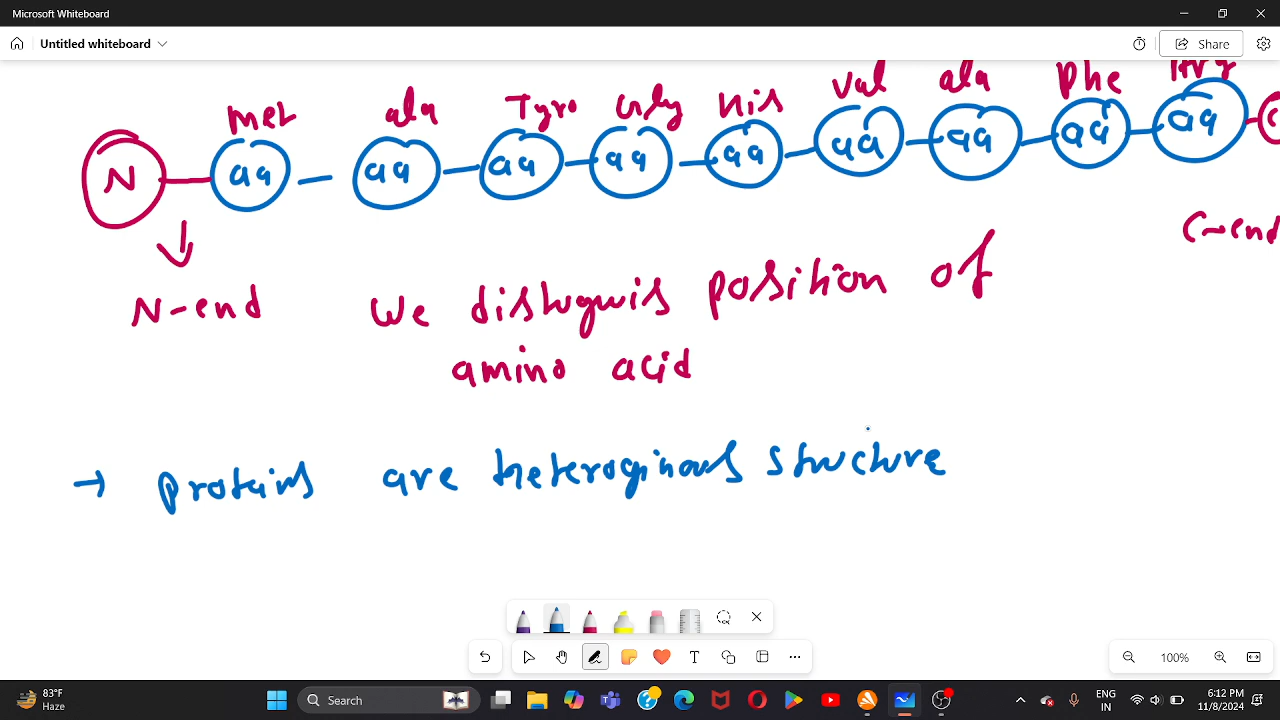 Microsoft Whiteboard
Untitled whiteboard
Share
Met ala Tyro Gly His Val ala Phe
N aa aa aa aa aa aa aa aa aa
C-end
N-end We distuguis position of
amino acid
→ proteins are heteroginous structure
100%
83°F
Haze
Search
ENG
IN
6:12 PM
11/8/2024